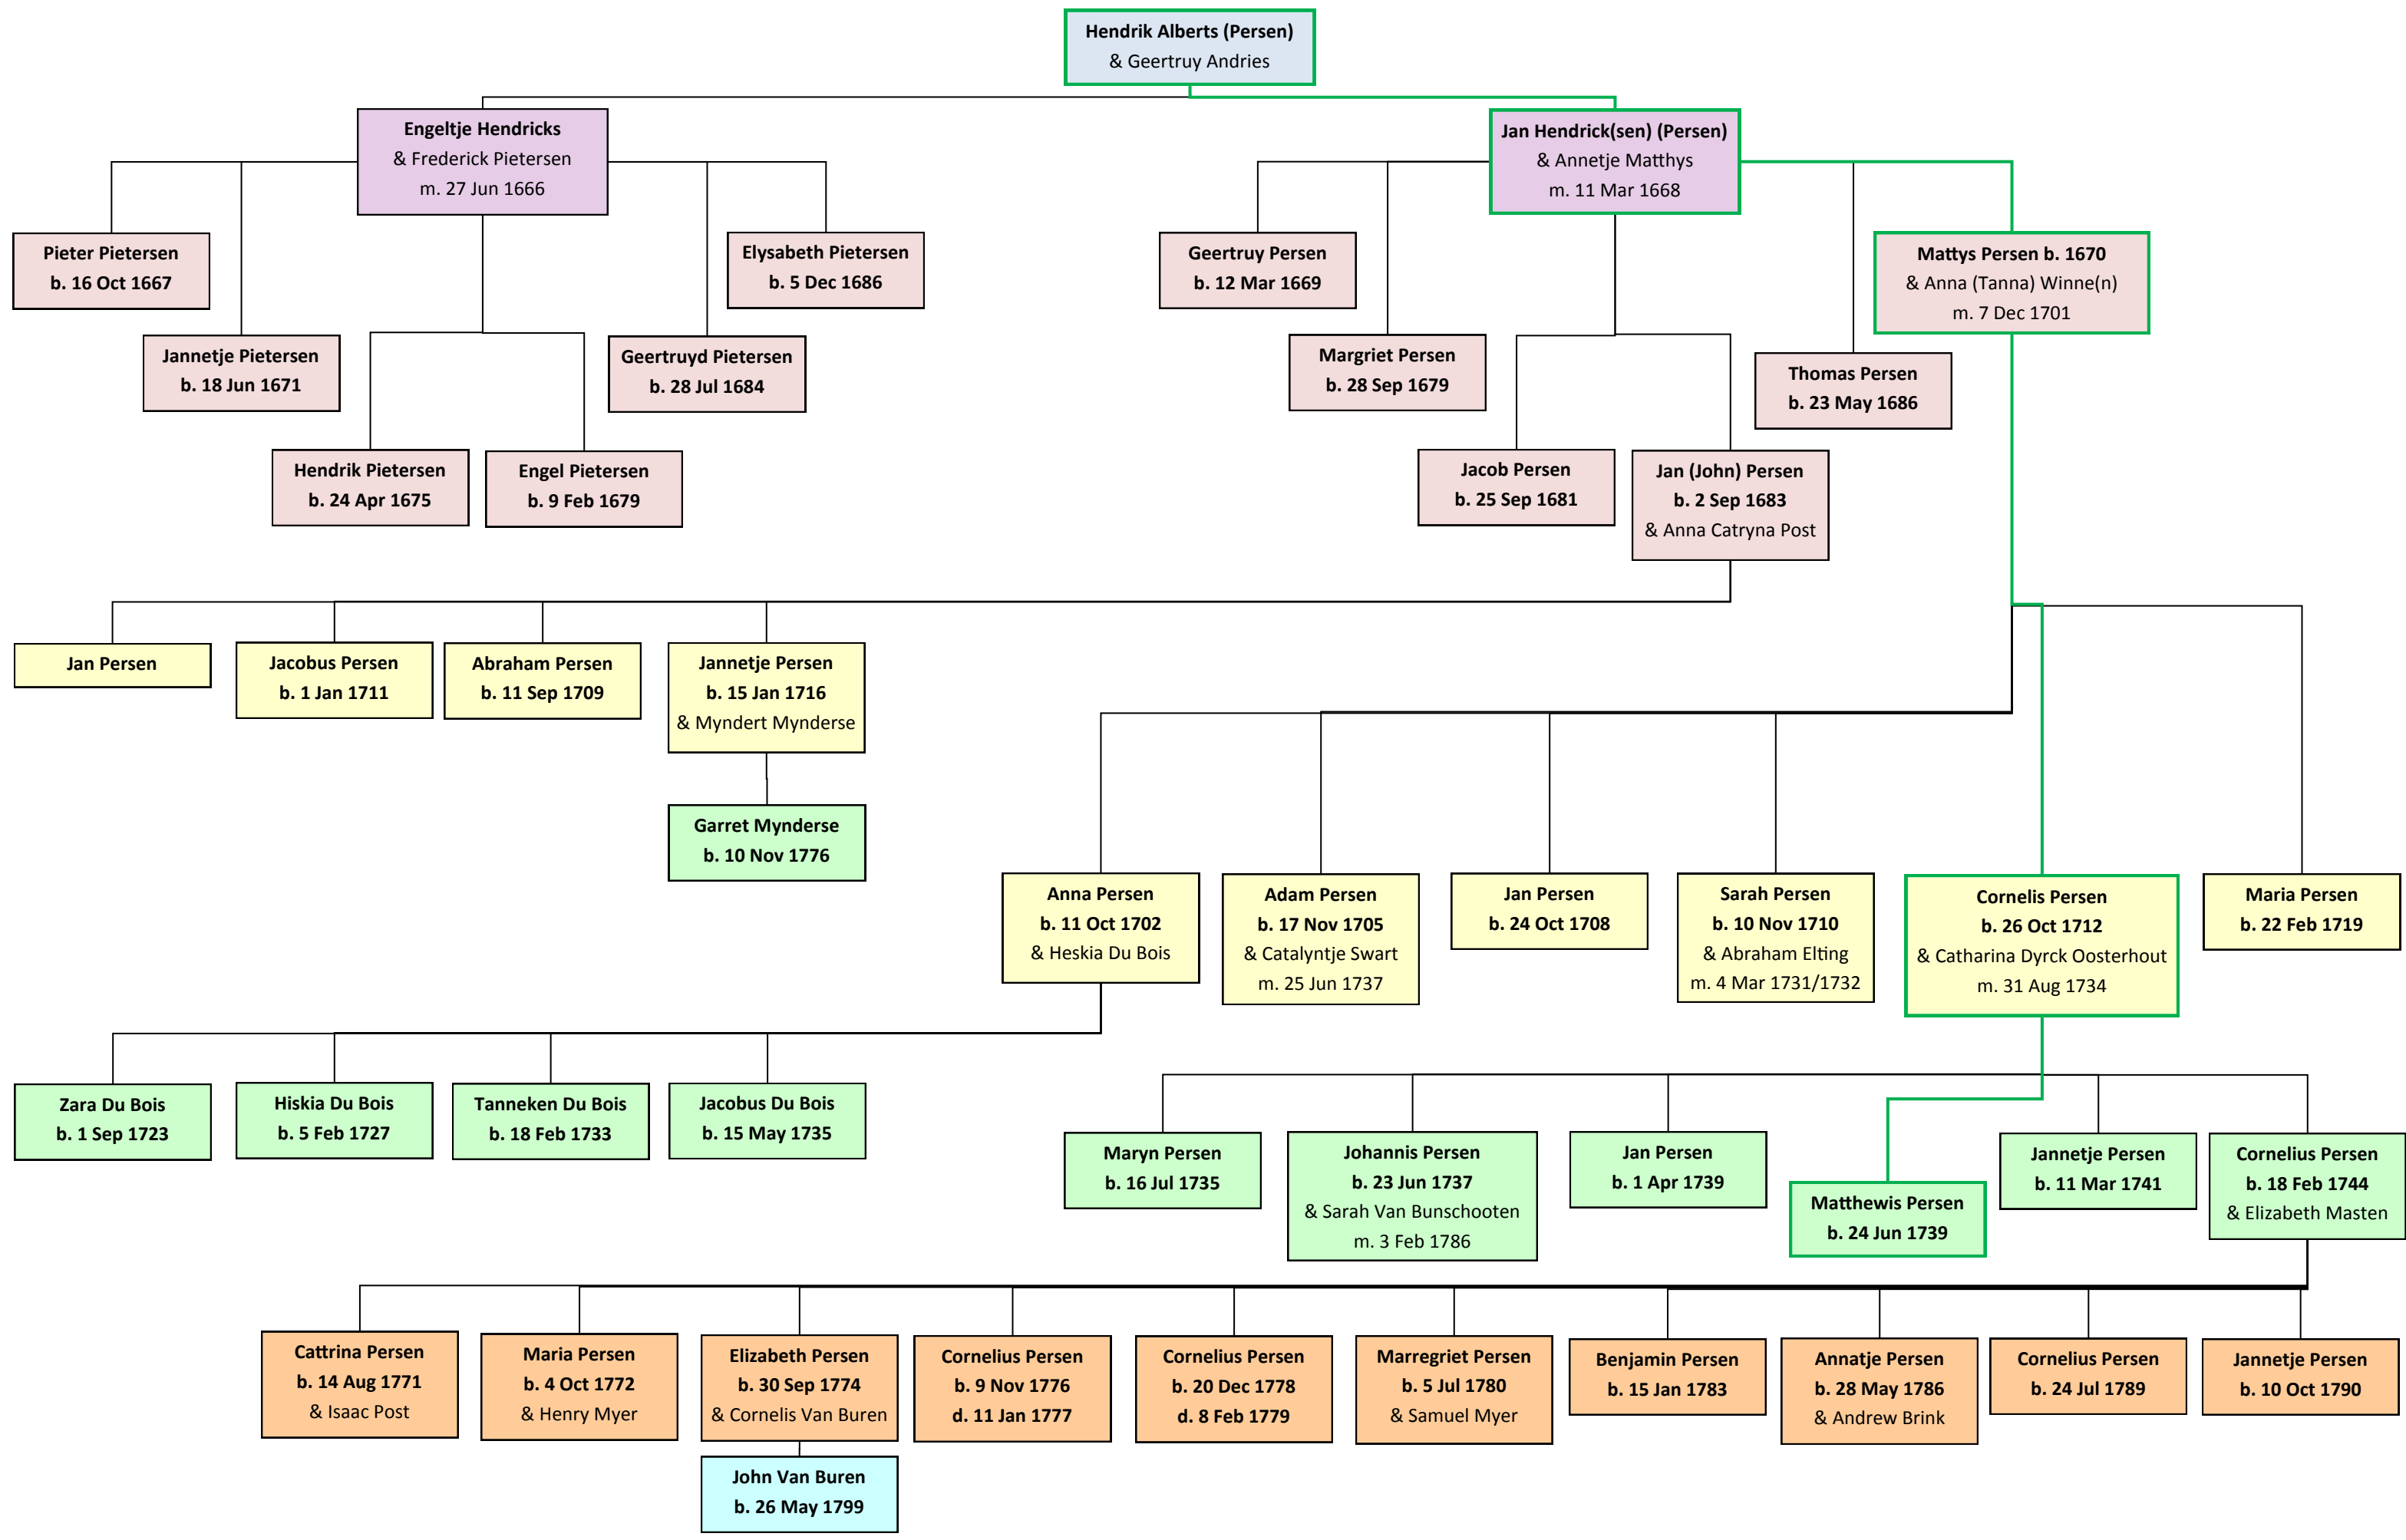 Hendrik Alberts (Persen)
& Geertruy Andries
Engeltje Hendricks
& Frederick Pietersen
m. 27 Jun 1666
Jan Hendrick(sen) (Persen)
& Annetje Matthys
m. 11 Mar 1668
Pieter Pietersen
b. 16 Oct 1667
Jannetje Pietersen
b. 18 Jun 1671
Hendrik Pietersen
b. 24 Apr 1675
Engel Pietersen
b. 9 Feb 1679
Geertruyd Pietersen
b. 28 Jul 1684
Elysabeth Pietersen
b. 5 Dec 1686
Geertruy Persen
b. 12 Mar 1669
Margriet Persen
b. 28 Sep 1679
Jacob Persen
b. 25 Sep 1681
Jan (John) Persen
b. 2 Sep 1683
& Anna Catryna Post
Thomas Persen
b. 23 May 1686
Mattys Persen b. 1670
& Anna (Tanna) Winne(n)
m. 7 Dec 1701
Jan Persen
Jacobus Persen
b. 1 Jan 1711
Abraham Persen
b. 11 Sep 1709
Jannetje Persen
b. 15 Jan 1716
& Myndert Mynderse
Garret Mynderse
b. 10 Nov 1776
Anna Persen
b. 11 Oct 1702
& Heskia Du Bois
Adam Persen
b. 17 Nov 1705
& Catalyntje Swart
m. 25 Jun 1737
Jan Persen
b. 24 Oct 1708
Sarah Persen
b. 10 Nov 1710
& Abraham Elting
m. 4 Mar 1731/1732
Cornelis Persen
b. 26 Oct 1712
& Catharina Dyrck Oosterhout
m. 31 Aug 1734
Maria Persen
b. 22 Feb 1719
Zara Du Bois
b. 1 Sep 1723
Hiskia Du Bois
b. 5 Feb 1727
Tanneken Du Bois
b. 18 Feb 1733
Jacobus Du Bois
b. 15 May 1735
Maryn Persen
b. 16 Jul 1735
Johannis Persen
b. 23 Jun 1737
& Sarah Van Bunschooten
m. 3 Feb 1786
Jan Persen
b. 1 Apr 1739
Matthewis Persen
b. 24 Jun 1739
Jannetje Persen
b. 11 Mar 1741
Cornelius Persen
b. 18 Feb 1744
& Elizabeth Masten
Cattrina Persen
b. 14 Aug 1771
& Isaac Post
Maria Persen
b. 4 Oct 1772
& Henry Myer
Elizabeth Persen
b. 30 Sep 1774
& Cornelis Van Buren
Cornelius Persen
b. 9 Nov 1776
d. 11 Jan 1777
Cornelius Persen
b. 20 Dec 1778
d. 8 Feb 1779
Marregriet Persen
b. 5 Jul 1780
& Samuel Myer
Benjamin Persen
b. 15 Jan 1783
Annatje Persen
b. 28 May 1786
& Andrew Brink
Cornelius Persen
b. 24 Jul 1789
Jannetje Persen
b. 10 Oct 1790
John Van Buren
b. 26 May 1799